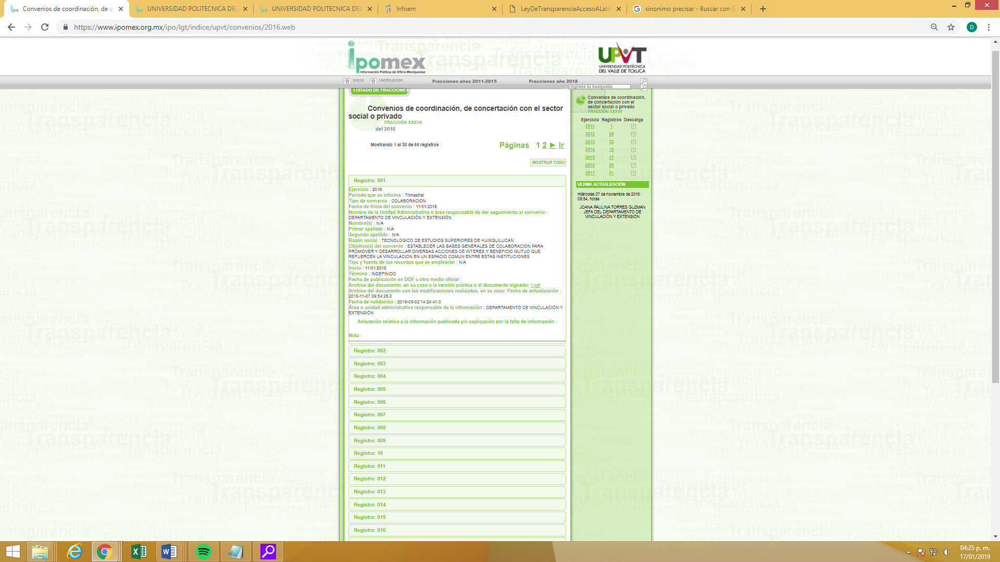 Convenios de coordinación, de c
UNIVERSIDAD POLITECNICA DEL
UNIVERSIDAD POLITECNICA DEL
Infoem
LeyDeTransparenciaAccesoALaIn
sinonimo precisar - Buscar con G
https://www.ipomex.org.mx/ipo/lgt/indice/upvt/convenios/2016.web
D
ipomex
Información Pública de Oficio Mexiquense
UPVT
UNIVERSIDAD POLITÉCNICA
DEL VALLE DE TOLUCA
Inicio
Verificación
Fracciones años 2011-2015
Fracciones año 2018
Ingresa tu busqueda
LISTADO DE FRACCIONES
Convenios de coordinación, de concertación con el sector
social o privado
FRACCIÓN XXXVII
del 2016
Mostrando 1 al 30 de 55 registros
Páginas 1 2 ► Ir
MOSTRAR TODO
Registro: 001
Ejercicio : 2016
Periodo que se informa : Trimestral
Tipo de convenio : COLABORACION
Fecha de firma del convenio : 11/01/2016
Nombre de la Unidad Administrativa o área responsable de dar seguimiento al convenio :
DEPARTAMENTO DE VINCULACIÓN Y EXTENSIÓN
Nombre(s) : N/A
Primer apellido : N/A
Segundo apellido : N/A
Razón social : TECNOLOGICO DE ESTUDIOS SUPERIORES DE HUIXQUILUCAN
Objetivo(s) del convenio : ESTABLECER LAS BASES GENERALES DE COLABORACION PARA
PROMOVER Y DESARROLLAR DIVERSAS ACCIONES DE INTERES Y BENEFICIO MUTUO QUE
REFUERCEN LA VINCULACION EN UN ESPACIO COMUN ENTRE ESTAS INSTITUCIONES
Tipo y fuente de los recursos que se emplearán : N/A
Inicio : 11/01/2018
Término : INDEFINIDO
Fecha de publicación en DOF u otro medio oficial :
Archivo del documento, en su caso a la versión pública o al documento signado: 1.pdf
Archivo del documento con las modificaciones realizadas, en su caso: Fecha de actualización :
2018-11-07 09:54:26.0
Fecha de validación : 2018-05-02 14:24:41.0
Área o unidad administrativa responsable de la información : DEPARTAMENTO DE VINCULACIÓN Y
EXTENSIÓN
Aclaración relativa a la información publicada y/o explicación por la falta de información :
Nota :
Registro: 002
Registro: 003
Registro: 004
Registro: 005
Registro: 006
Registro: 007
Registro: 008
Registro: 009
Registro: 10
Registro: 011
Registro: 012
Registro: 013
Registro: 014
Registro: 015
Registro: 016
Convenios de coordinación,
de concertación con el
sector social o privado
FRACCIÓN XXXVII
Ejercicio Registros Descarga
2011 1
2012 34
2013 32
2014 15
2015 17
2016 55
2017 51
ULTIMA ACTUALIZACIÓN
miércoles 07 de noviembre de 2018
09:54, horas
JOANA PAULINA TORRES GUZMAN
JEFA DEL DEPARTAMENTO DE
VINCULACIÓN Y EXTENSIÓN
04:25 p. m.
17/01/2019